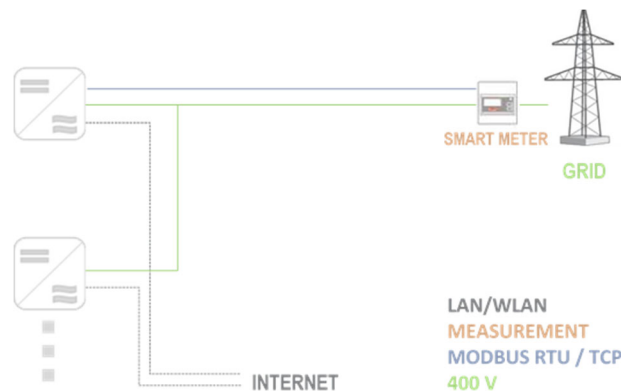 SMART METER
GRID
LAN/WLAN
MEASUREMENT
MODBUS RTU / TCP
INTERNET
400 V